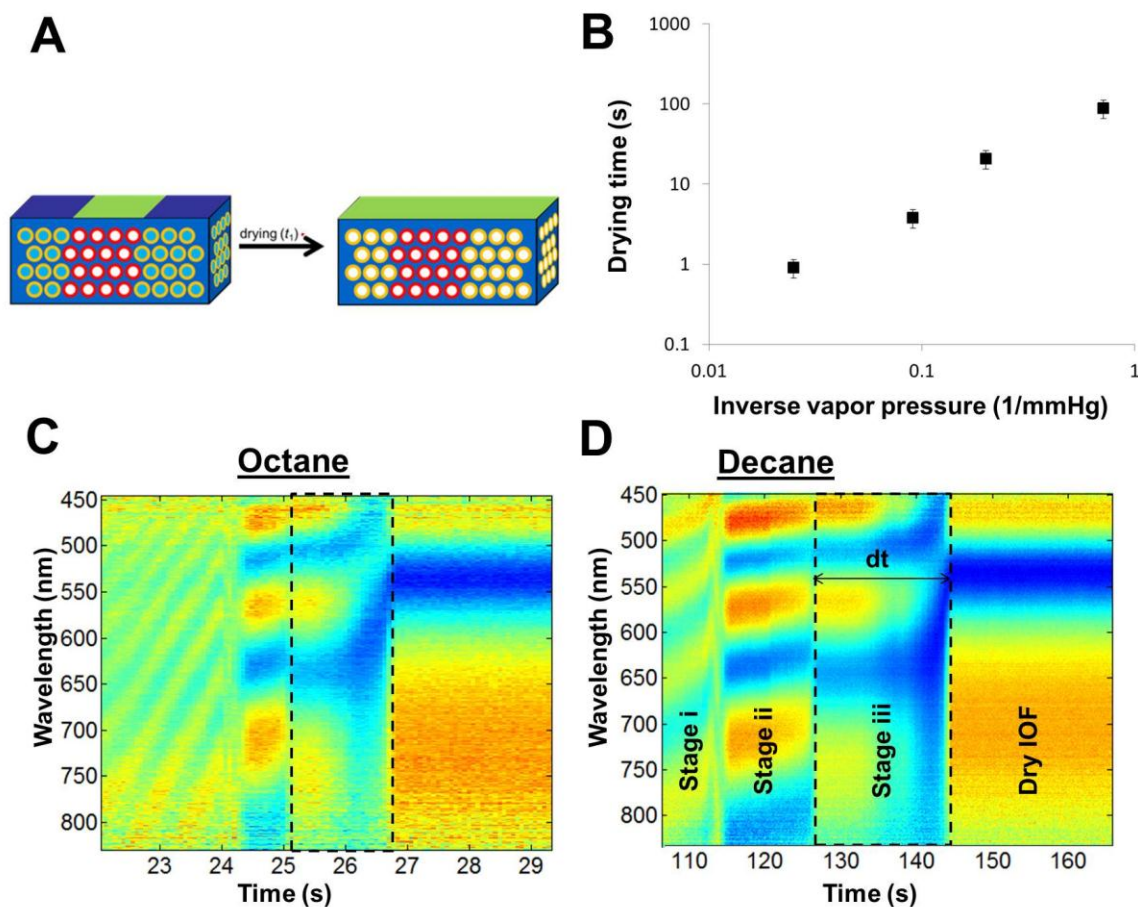 A
drying (t₁)
B
1000
100
10
1
0.1
Drying time (s)
0.01
0.1
1
Inverse vapor pressure (1/mmHg)
C
Octane
450
500
550
600
650
700
750
800
Wavelength (nm)
23
24
25
26
27
28
29
Time (s)
D
Decane
450
500
550
600
650
700
750
800
Wavelength (nm)
dt
Stage i
Stage ii
Stage iii
Dry IOF
110
120
130
140
150
160
Time (s)